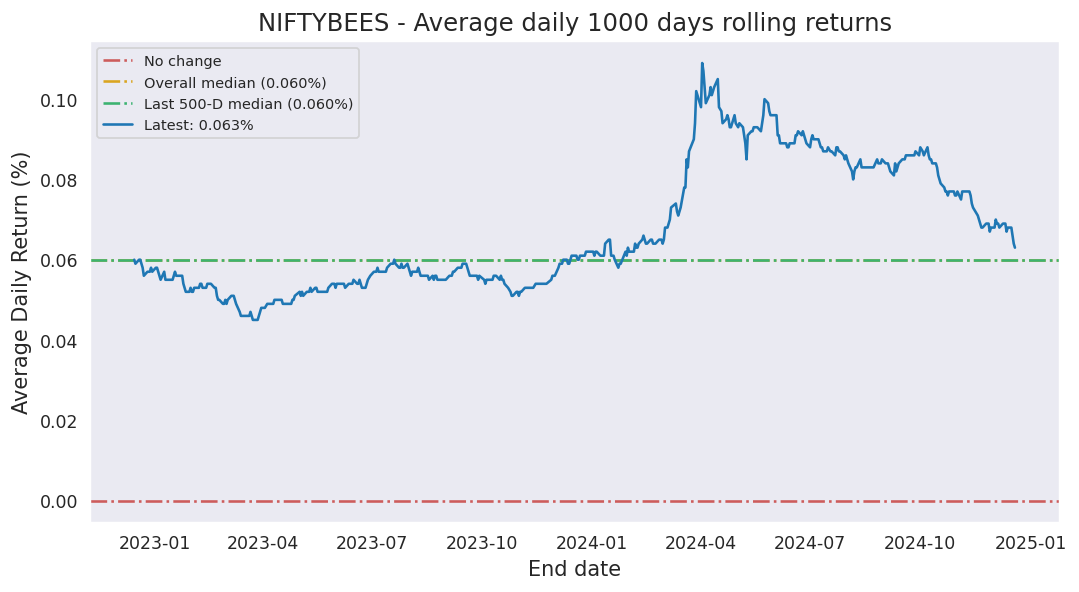 NIFTYBEES - Average daily 1000 days rolling returns
No change
Overall median (0.060%)
Last 500-D median (0.060%)
Latest: 0.063%
Average Daily Return (%)
0.10
0.08
0.06
0.04
0.02
0.00
2023-01 2023-04 2023-07 2023-10 2024-01 2024-04 2024-07 2024-10 2025-01
End date